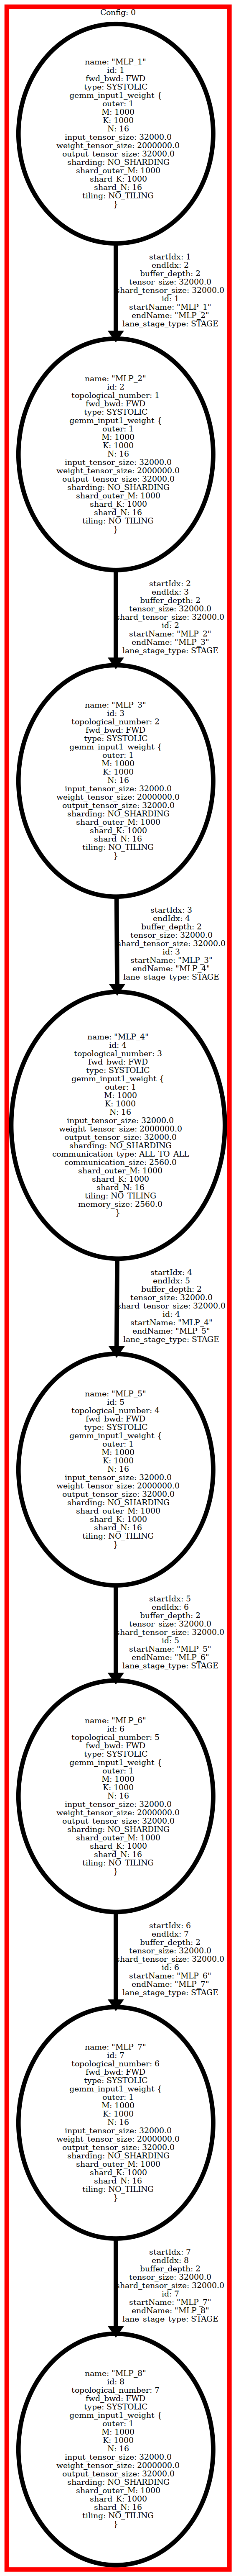 Config: 0
name: "MLP_1"
id: 1
fwd_bwd: FWD
type: SYSTOLIC
gemm_input1_weight {
outer: 1
M: 1000
K: 1000
N: 16
input_tensor_size: 32000.0
weight_tensor_size: 2000000.0
output_tensor_size: 32000.0
sharding: NO_SHARDING
shard_outer_M: 1000
shard_K: 1000
shard_N: 16
tiling: NO_TILING
}
startIdx: 1
endIdx: 2
buffer_depth: 2
tensor_size: 32000.0
shard_tensor_size: 32000.0
id: 1
startName: "MLP_1"
endName: "MLP_2"
lane_stage_type: STAGE
name: "MLP_2"
id: 2
topological_number: 1
fwd_bwd: FWD
type: SYSTOLIC
gemm_input1_weight {
outer: 1
M: 1000
K: 1000
N: 16
input_tensor_size: 32000.0
weight_tensor_size: 2000000.0
output_tensor_size: 32000.0
sharding: NO_SHARDING
shard_outer_M: 1000
shard_K: 1000
shard_N: 16
tiling: NO_TILING
}
startIdx: 2
endIdx: 3
buffer_depth: 2
tensor_size: 32000.0
shard_tensor_size: 32000.0
id: 2
startName: "MLP_2"
endName: "MLP_3"
lane_stage_type: STAGE
name: "MLP_3"
id: 3
topological_number: 2
fwd_bwd: FWD
type: SYSTOLIC
gemm_input1_weight {
outer: 1
M: 1000
K: 1000
N: 16
input_tensor_size: 32000.0
weight_tensor_size: 2000000.0
output_tensor_size: 32000.0
sharding: NO_SHARDING
shard_outer_M: 1000
shard_K: 1000
shard_N: 16
tiling: NO_TILING
}
startIdx: 3
endIdx: 4
buffer_depth: 2
tensor_size: 32000.0
shard_tensor_size: 32000.0
id: 3
startName: "MLP_3"
endName: "MLP_4"
lane_stage_type: STAGE
name: "MLP_4"
id: 4
topological_number: 3
fwd_bwd: FWD
type: SYSTOLIC
gemm_input1_weight {
outer: 1
M: 1000
K: 1000
N: 16
input_tensor_size: 32000.0
weight_tensor_size: 2000000.0
output_tensor_size: 32000.0
sharding: NO_SHARDING
communication_type: ALL_TO_ALL
communication_size: 2560.0
shard_outer_M: 1000
shard_K: 1000
shard_N: 16
tiling: NO_TILING
memory_size: 2560.0
}
startIdx: 4
endIdx: 5
buffer_depth: 2
tensor_size: 32000.0
shard_tensor_size: 32000.0
id: 4
startName: "MLP_4"
endName: "MLP_5"
lane_stage_type: STAGE
name: "MLP_5"
id: 5
topological_number: 4
fwd_bwd: FWD
type: SYSTOLIC
gemm_input1_weight {
outer: 1
M: 1000
K: 1000
N: 16
input_tensor_size: 32000.0
weight_tensor_size: 2000000.0
output_tensor_size: 32000.0
sharding: NO_SHARDING
shard_outer_M: 1000
shard_K: 1000
shard_N: 16
tiling: NO_TILING
}
startIdx: 5
endIdx: 6
buffer_depth: 2
tensor_size: 32000.0
shard_tensor_size: 32000.0
id: 5
startName: "MLP_5"
endName: "MLP_6"
lane_stage_type: STAGE
name: "MLP_6"
id: 6
topological_number: 5
fwd_bwd: FWD
type: SYSTOLIC
gemm_input1_weight {
outer: 1
M: 1000
K: 1000
N: 16
input_tensor_size: 32000.0
weight_tensor_size: 2000000.0
output_tensor_size: 32000.0
sharding: NO_SHARDING
shard_outer_M: 1000
shard_K: 1000
shard_N: 16
tiling: NO_TILING
}
startIdx: 6
endIdx: 7
buffer_depth: 2
tensor_size: 32000.0
shard_tensor_size: 32000.0
id: 6
startName: "MLP_6"
endName: "MLP_7"
lane_stage_type: STAGE
name: "MLP_7"
id: 7
topological_number: 6
fwd_bwd: FWD
type: SYSTOLIC
gemm_input1_weight {
outer: 1
M: 1000
K: 1000
N: 16
input_tensor_size: 32000.0
weight_tensor_size: 2000000.0
output_tensor_size: 32000.0
sharding: NO_SHARDING
shard_outer_M: 1000
shard_K: 1000
shard_N: 16
tiling: NO_TILING
}
startIdx: 7
endIdx: 8
buffer_depth: 2
tensor_size: 32000.0
shard_tensor_size: 32000.0
id: 7
startName: "MLP_7"
endName: "MLP_8"
lane_stage_type: STAGE
name: "MLP_8"
id: 8
topological_number: 7
fwd_bwd: FWD
type: SYSTOLIC
gemm_input1_weight {
outer: 1
M: 1000
K: 1000
N: 16
input_tensor_size: 32000.0
weight_tensor_size: 2000000.0
output_tensor_size: 32000.0
sharding: NO_SHARDING
shard_outer_M: 1000
shard_K: 1000
shard_N: 16
tiling: NO_TILING
}